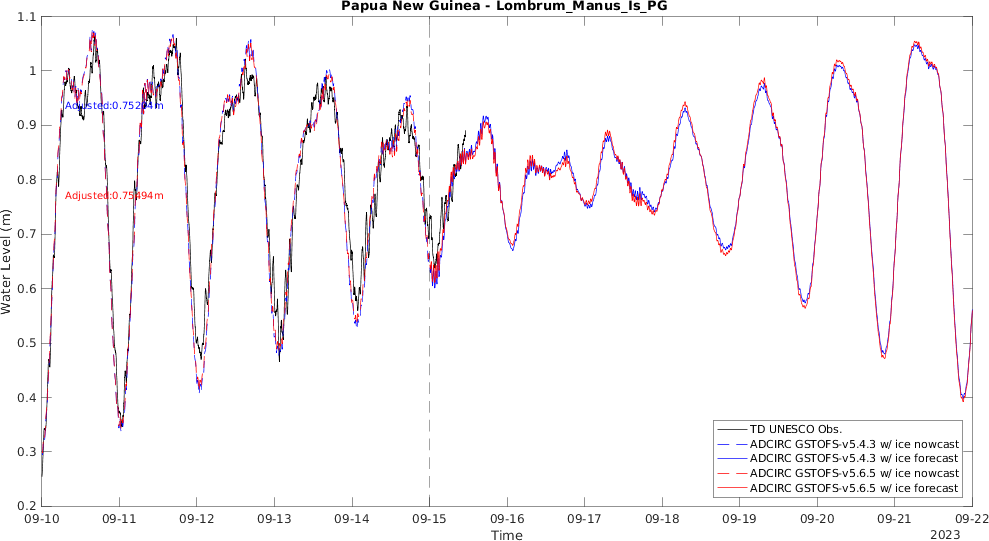 Papua New Guinea - Lombrum_Manus_Is_PG
1.1
1
0.9
0.8
0.7
0.6
0.5
0.4
0.3
0.2
Water Level (m)
Adjusted:0.75294m
Adjusted:0.75494m
TD UNESCO Obs.
ADCIRC GSTOFS-v5.4.3 w/ ice nowcast
ADCIRC GSTOFS-v5.4.3 w/ ice forecast
ADCIRC GSTOFS-v5.6.5 w/ ice nowcast
ADCIRC GSTOFS-v5.6.5 w/ ice forecast
09-10 09-11 09-12 09-13 09-14 09-15 09-16 09-17 09-18 09-19 09-20 09-21 09-22
Time
2023